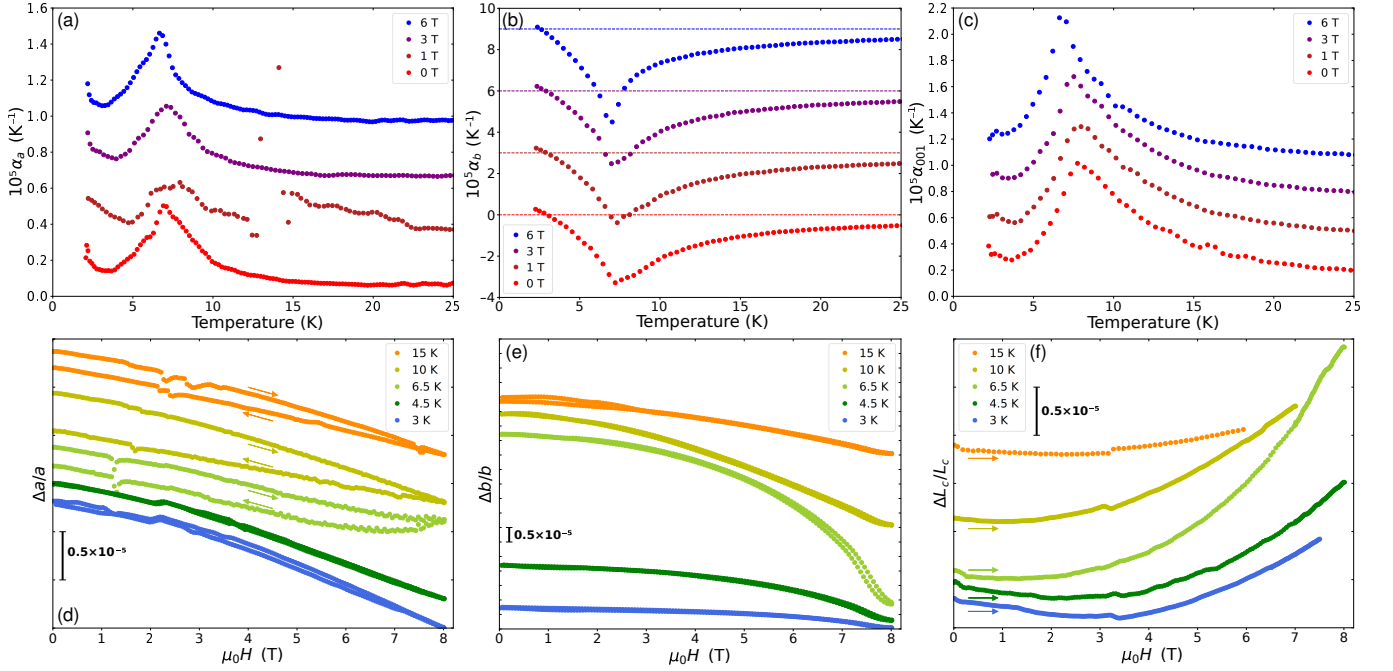 (a)
6 T
3 T
1 T
0 T
1.6
1.4
1.2
1.0
0.8
0.6
0.4
0.2
0.0
10⁵αₐ (K⁻¹)
5
10
15
20
25
Temperature (K)
(b)
10
8
6
4
2
0
−2
−4
10⁵α_b (K⁻¹)
6 T
3 T
1 T
0 T
5
10
15
20
25
Temperature (K)
(c)
6 T
3 T
1 T
0 T
2.2
2.0
1.8
1.6
1.4
1.2
1.0
0.8
0.6
0.4
0.2
0.0
10⁵α₀₀₁ (K⁻¹)
5
10
15
20
25
Temperature (K)
15 K
10 K
6.5 K
4.5 K
3 K
Δa/a
0.5×10⁻⁵
(d)
0
1
2
3
4
5
6
7
8
μ₀H (T)
(e)
15 K
10 K
6.5 K
4.5 K
3 K
Δb/b
0.5×10⁻⁵
0
1
2
3
4
5
6
7
8
μ₀H (T)
15 K
10 K
6.5 K
4.5 K
3 K
(f)
0.5×10⁻⁵
ΔL_c/L_c
0
1
2
3
4
5
6
7
8
μ₀H (T)